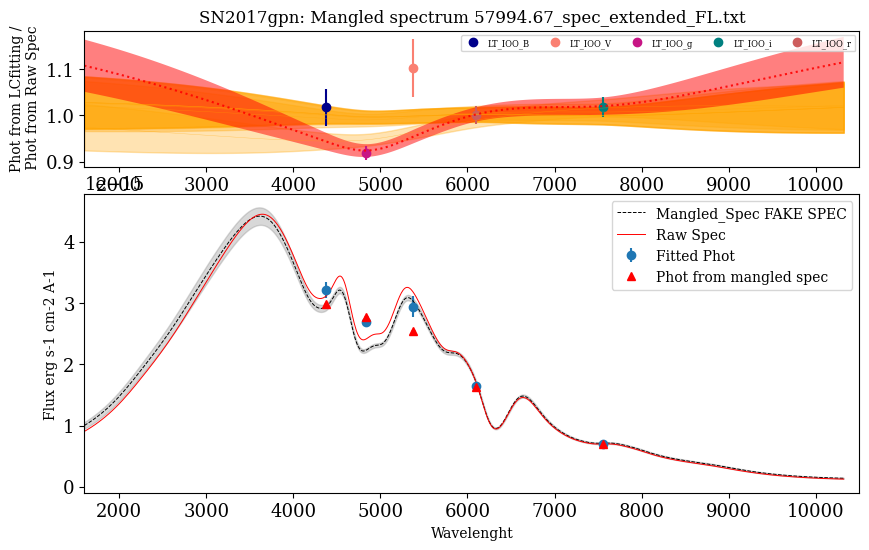 SN2017gpn: Mangled spectrum 57994.67_spec_extended_FL.txt
Phot from LCfitting /
Phot from Raw Spec
LT_IOO_B LT_IOO_V LT_IOO_g LT_IOO_i LT_IOO_r
1.1
1.0
0.9
2000 3000 4000 5000 6000 7000 8000 9000 10000
1e−15
Mangled_Spec FAKE SPEC
Raw Spec
Fitted Phot
Phot from mangled spec
Flux erg s-1 cm-2 A-1
4
3
2
1
0
2000 3000 4000 5000 6000 7000 8000 9000 10000
Wavelenght